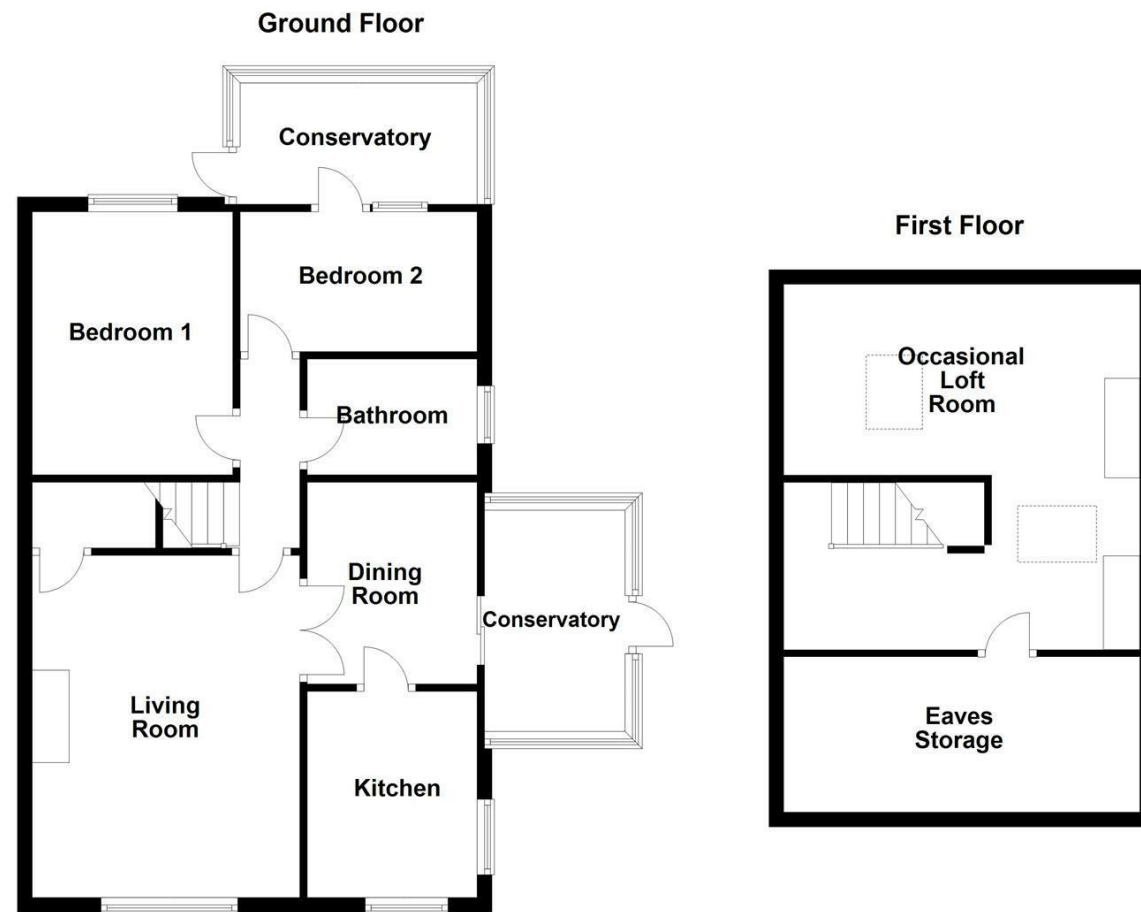 Ground Floor
Conservatory
Bedroom 2
Bedroom 1
Bathroom
Dining
Room
Conservatory
Living
Room
Kitchen
First Floor
Occasional
Loft
Room
Eaves
Storage